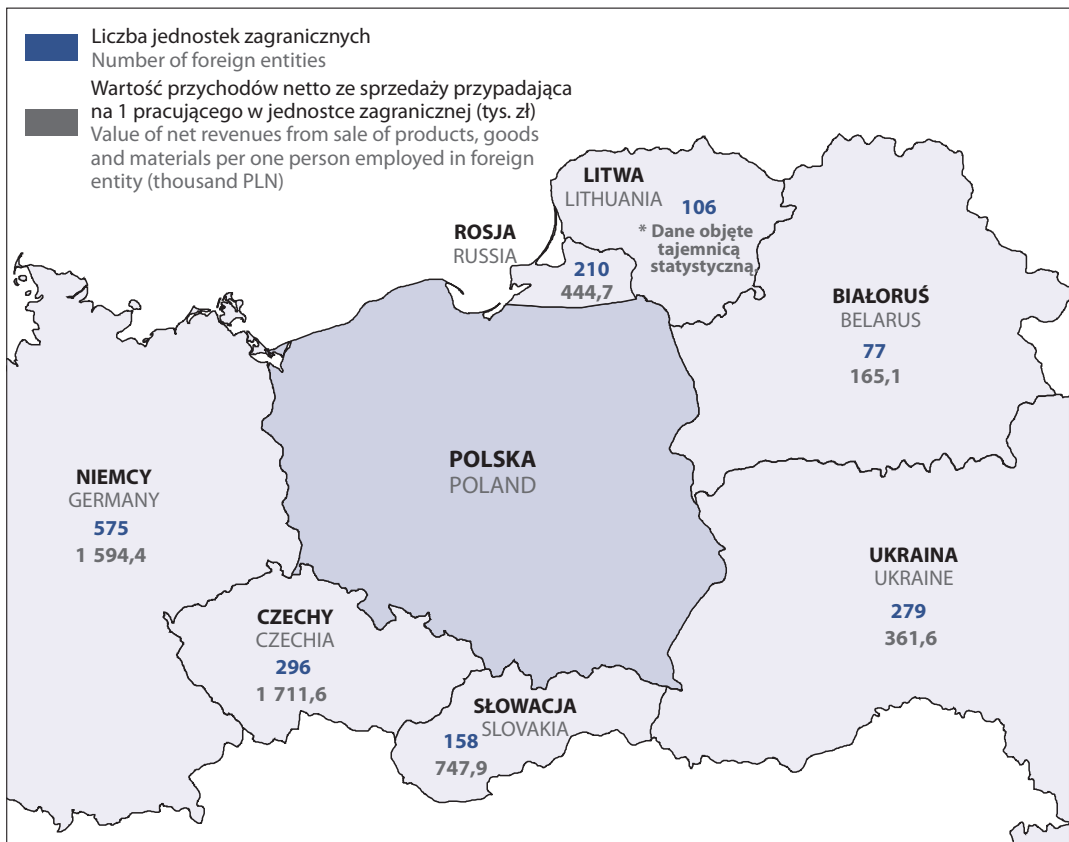 Liczba jednostek zagranicznych
Number of foreign entities
Wartość przychodów netto ze sprzedaży przypadająca
na 1 pracującego w jednostce zagranicznej (tys. zł)
Value of net revenues from sale of products, goods
and materials per one person employed in foreign
entity (thousand PLN)
LITWA
LITHUANIA
106
* Dane objęte
tajemnicą
statystyczną
ROSJA
RUSSIA
210
444,7
BIAŁORUŚ
BELARUS
77
165,1
POLSKA
POLAND
NIEMCY
GERMANY
575
1 594,4
UKRAINA
UKRAINE
279
361,6
CZECHY
CZECHIA
296
1 711,6
SŁOWACJA
SLOVAKIA
158
747,9